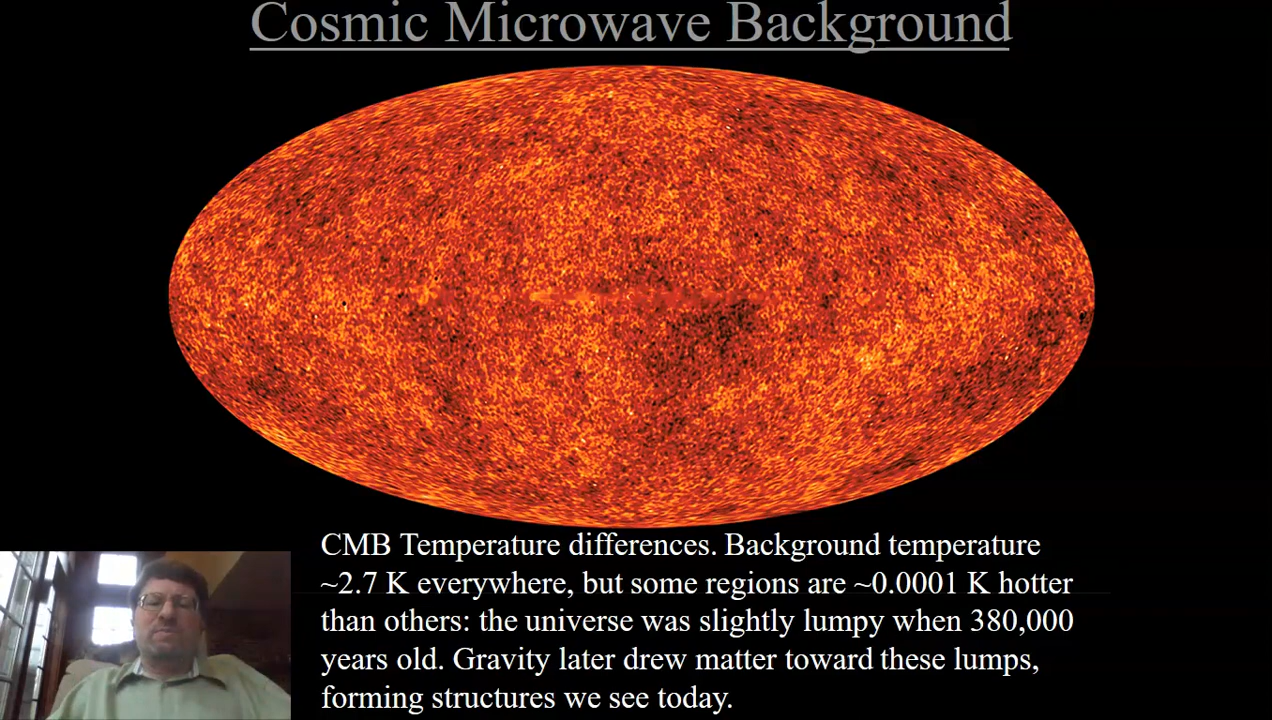 Cosmic Microwave Background
CMB Temperature differences. Background temperature
~2.7 K everywhere, but some regions are ~0.0001 K hotter
than others: the universe was slightly lumpy when 380,000
years old. Gravity later drew matter toward these lumps,
forming structures we see today.